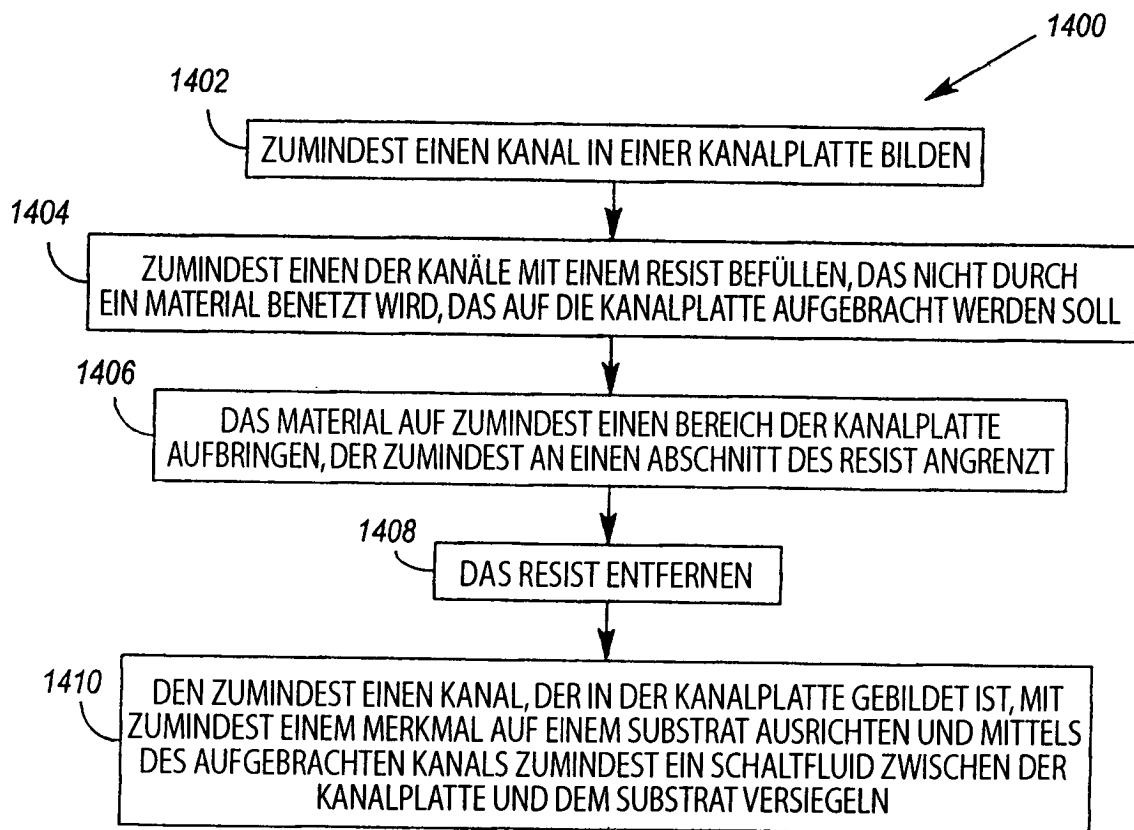 1400
1402
ZUMINDEST EINEN KANAL IN EINER KANALPLATTE BILDEN
1404
ZUMINDEST EINEN DER KANÄLE MIT EINEM RESIST BEFÜLLEN, DAS NICHT DURCH
EIN MATERIAL BENETZT WIRD, DAS AUF DIE KANALPLATTE AUFGEBRACHT WERDEN SOLL
1406
DAS MATERIAL AUF ZUMINDEST EINEN BEREICH DER KANALPLATTE
AUFBRINGEN, DER ZUMINDEST AN EINEN ABSCHNITT DES RESIST ANGRENZT
1408
DAS RESIST ENTFERNEN
1410
DEN ZUMINDEST EINEN KANAL, DER IN DER KANALPLATTE GEBILDET IST, MIT
ZUMINDEST EINEM MERKMAL AUF EINEM SUBSTRAT AUSRICHTEN UND MITTELS
DES AUFGEBRACHTEN KANALS ZUMINDEST EIN SCHALTFLUID ZWISCHEN DER
KANALPLATTE UND DEM SUBSTRAT VERSIEGELN